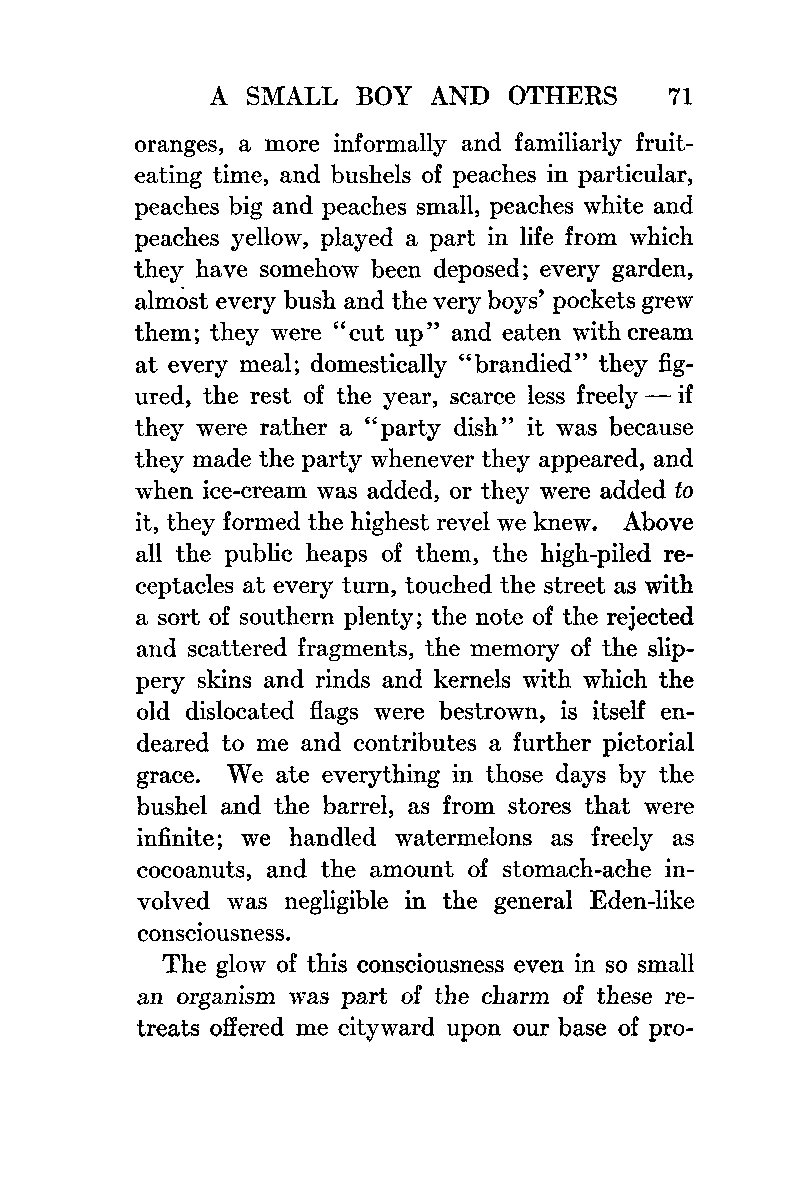 A SMALL BOY AND OTHERS 71
oranges, a more informally and familiarly fruit-
eating time, and bushels of peaches in particular,
peaches big and peaches small, peaches white and
peaches yellow, played a part in life from which
they have somehow been deposed; every garden,
almost every bush and the very boys' pockets grew
them; they were "cut up" and eaten with cream
at every meal; domestically "brandied" they fig-
ured, the rest of the year, scarce less freely — if
they were rather a "party dish" it was because
they made the party whenever they appeared, and
when ice-cream was added, or they were added to
it, they formed the highest revel we knew. Above
all the public heaps of them, the high-piled re-
ceptacles at every turn, touched the street as with
a sort of southern plenty; the note of the rejected
and scattered fragments, the memory of the slip-
pery skins and rinds and kernels with which the
old dislocated flags were bestrown, is itself en-
deared to me and contributes a further pictorial
grace. We ate everything in those days by the
bushel and the barrel, as from stores that were
infinite; we handled watermelons as freely as
cocoanuts, and the amount of stomach-ache in-
volved was negligible in the general Eden-like
consciousness.
The glow of this consciousness even in so small
an organism was part of the charm of these re-
treats offered me cityward upon our base of pro-